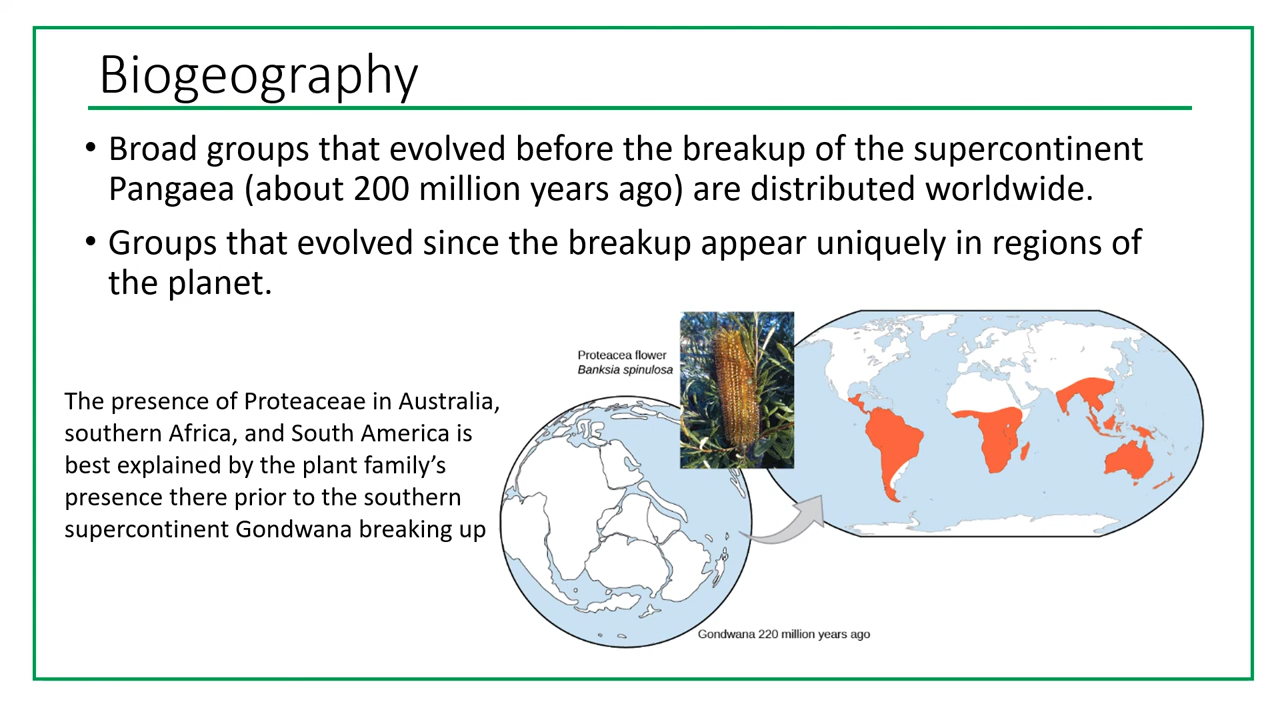 Biogeography
• Broad groups that evolved before the breakup of the supercontinent
Pangaea (about 200 million years ago) are distributed worldwide.
• Groups that evolved since the breakup appear uniquely in regions of
the planet.
Proteacea flower
Banksia spinulosa
The presence of Proteaceae in Australia,
southern Africa, and South America is
best explained by the plant family’s
presence there prior to the southern
supercontinent Gondwana breaking up
Gondwana 220 million years ago